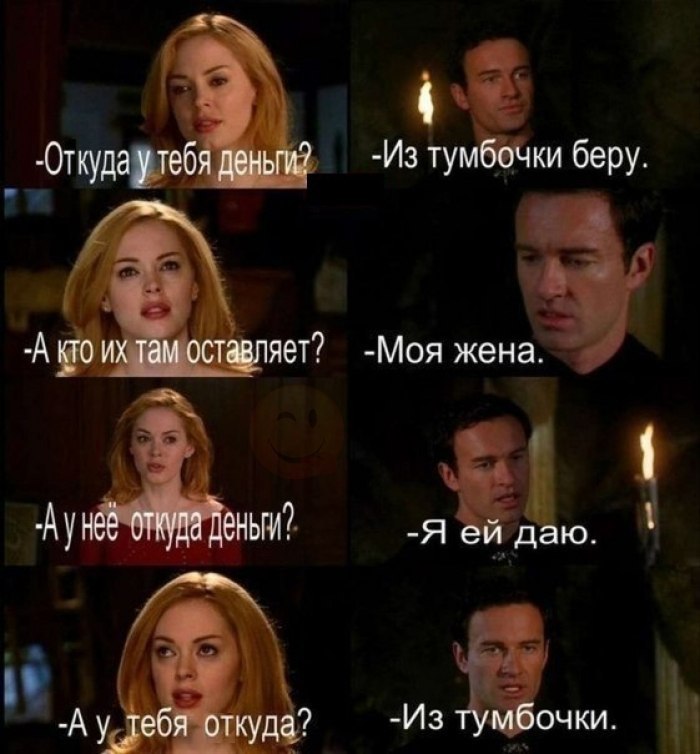 -Откуда у тебя деньги?
-Из тумбочки беру.
-А кто их там оставляет?
-Моя жена.
-А у неё откуда деньги?
-Я ей даю.
-А у тебя откуда?
-Из тумбочки.